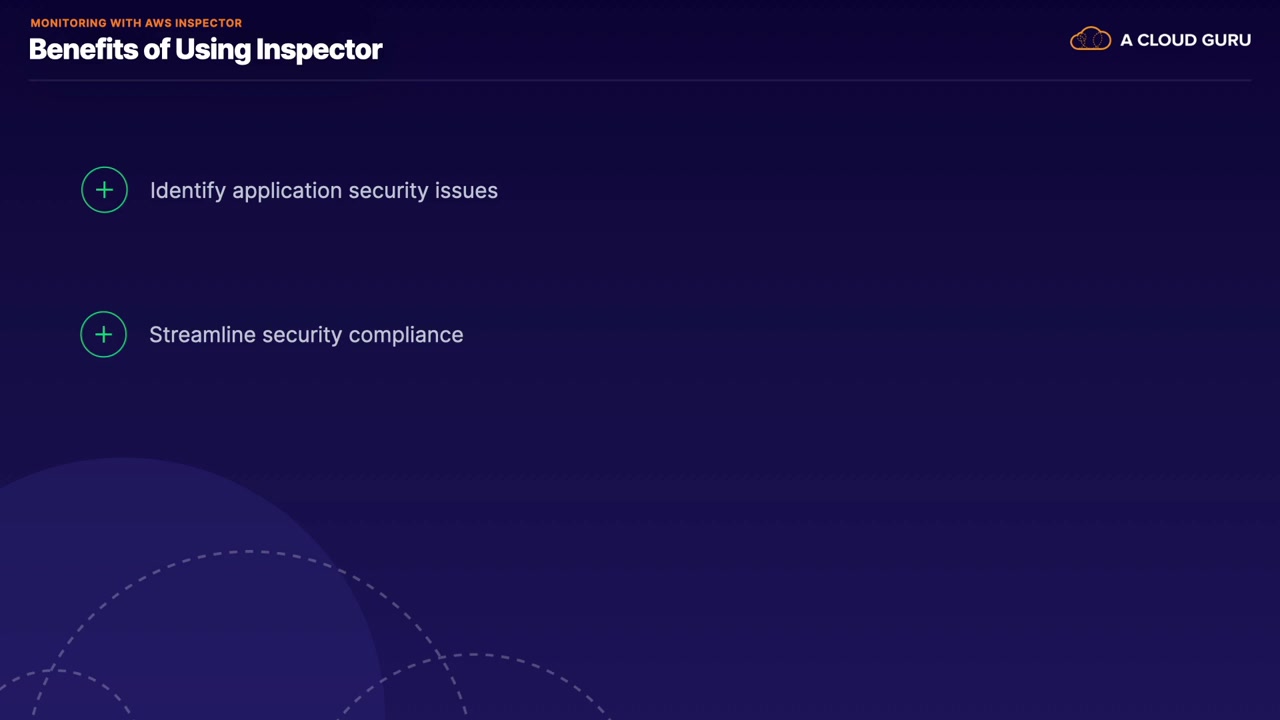 MONITORING WITH AWS INSPECTOR
Benefits of Using Inspector
A CLOUD GURU
Identify application security issues
Streamline security compliance